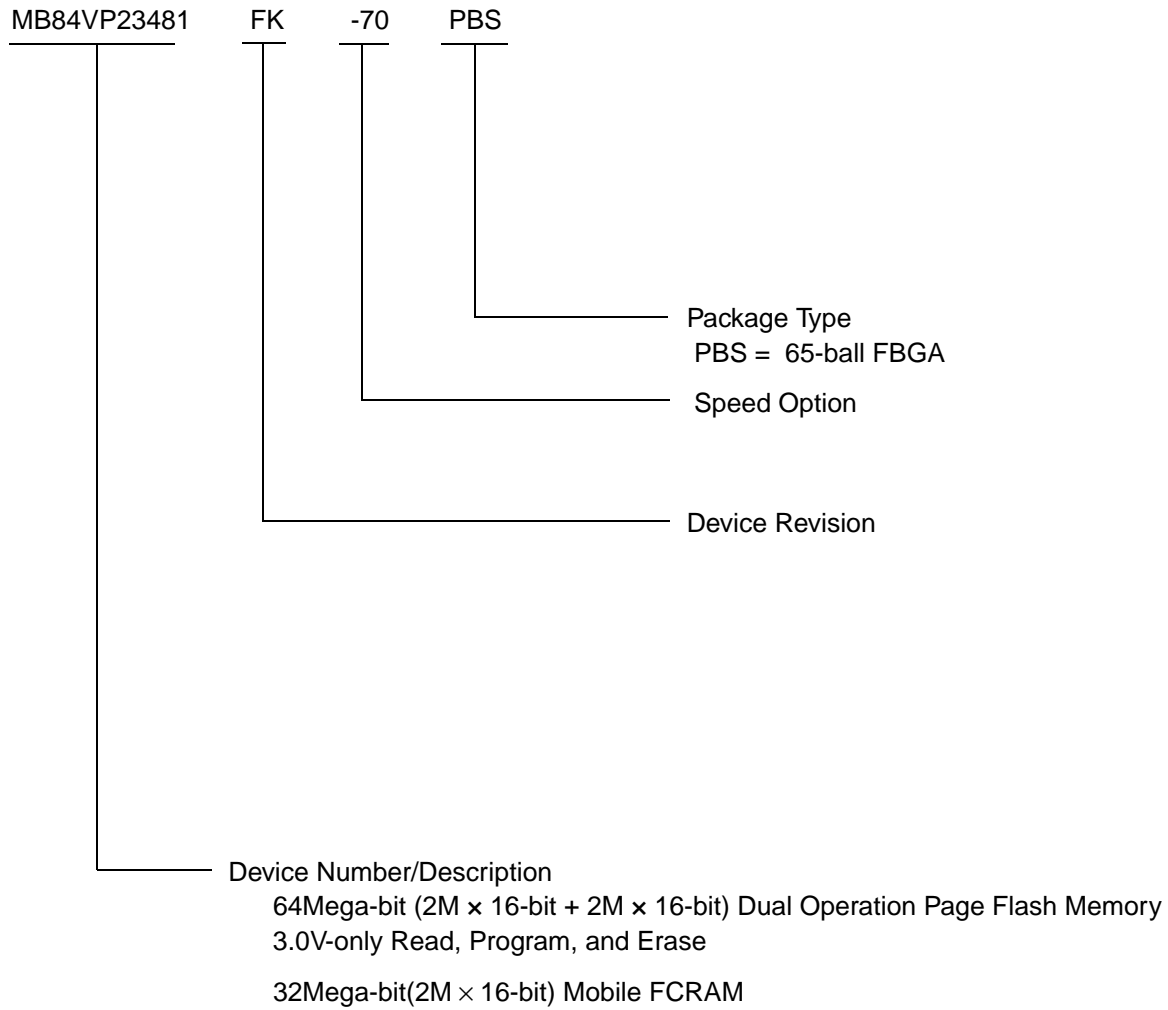 MB84VP23481 FK -70 PBS
Package Type
PBS = 65-ball FBGA
Speed Option
Device Revision
Device Number/Description
64Mega-bit (2M × 16-bit + 2M × 16-bit) Dual Operation Page Flash Memory
3.0V-only Read, Program, and Erase
32Mega-bit(2M × 16-bit) Mobile FCRAM